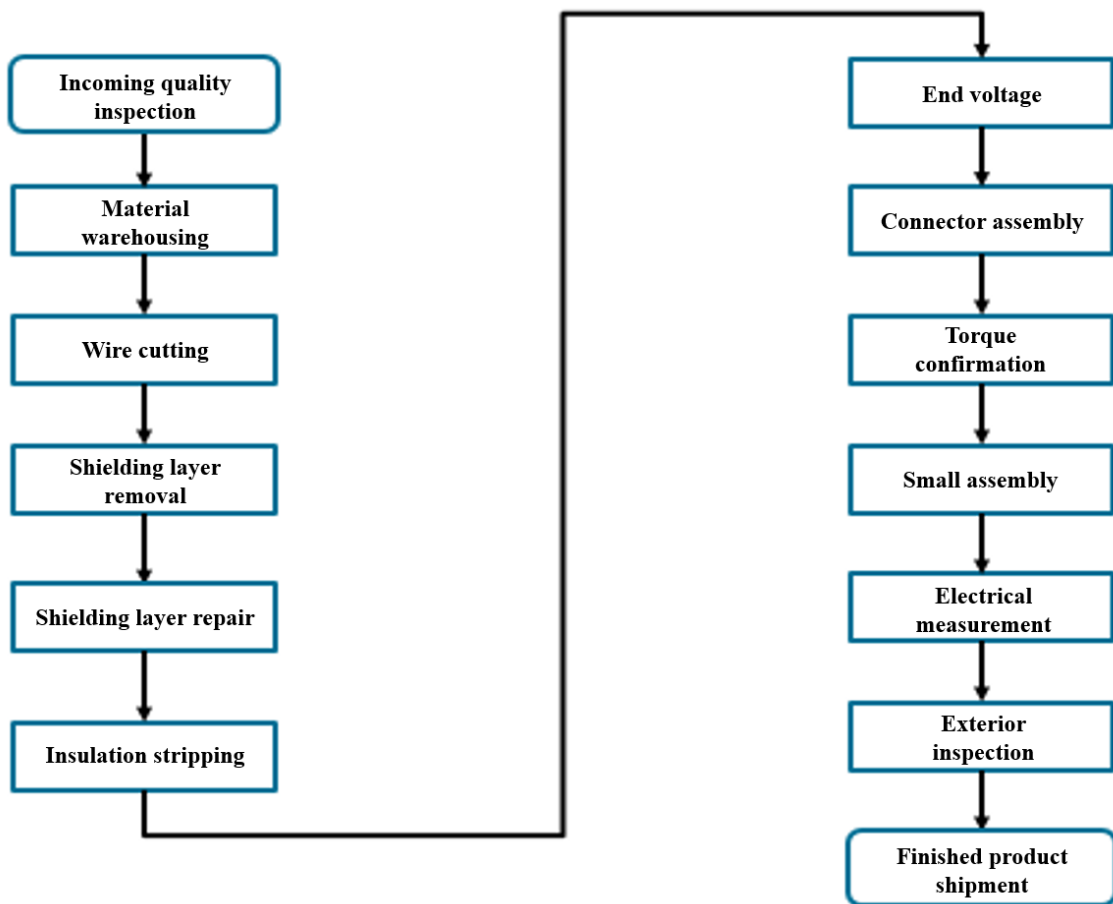 Incoming quality
inspection
Material
warehousing
Wire cutting
Shielding layer
removal
Shielding layer repair
Insulation stripping
End voltage
Connector assembly
Torque
confirmation
Small assembly
Electrical
measurement
Exterior
inspection
Finished product
shipment